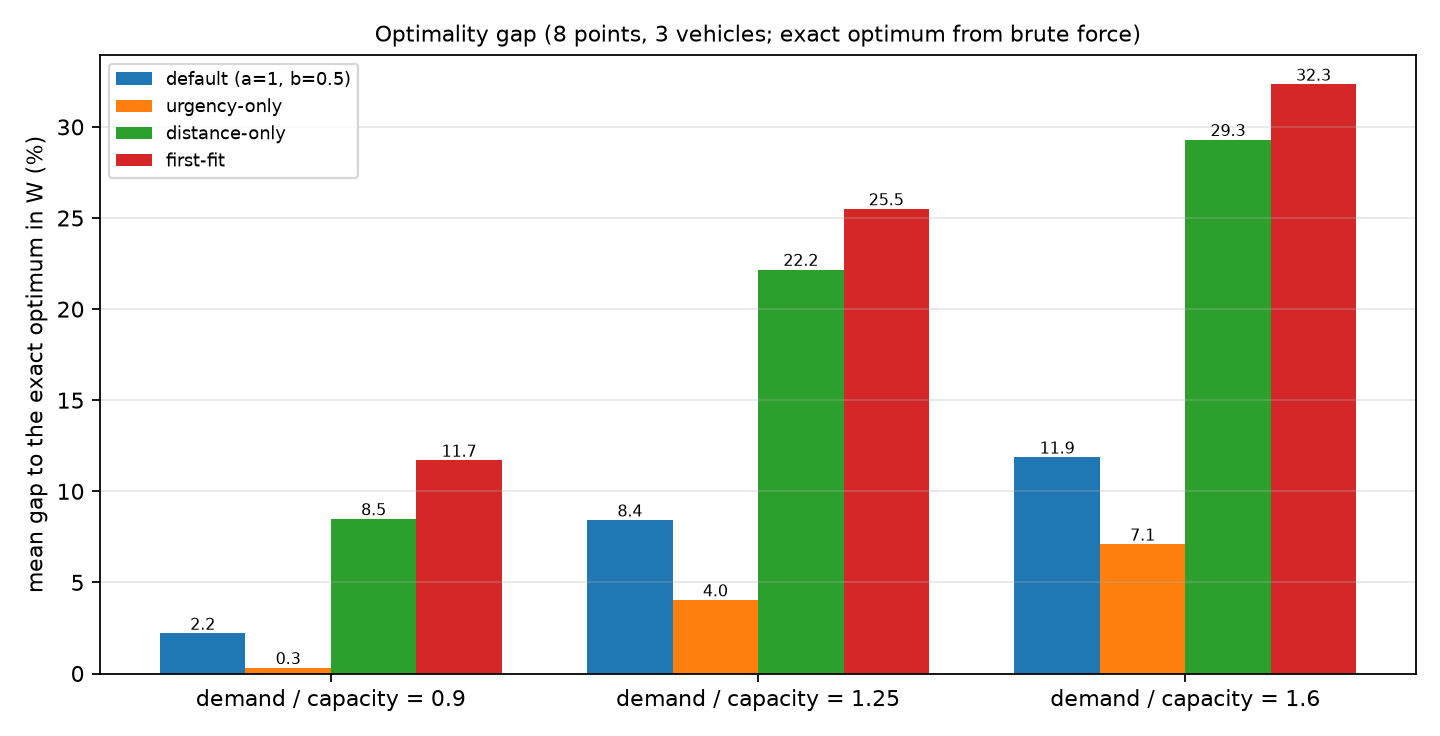 Optimality gap (8 points, 3 vehicles; exact optimum from brute force)
mean gap to the exact optimum in W (%)
default (a=1, b=0.5)
urgency-only
distance-only
first-fit
30
25
20
15
10
5
0
2.2
0.3
8.5
11.7
8.4
4.0
22.2
25.5
11.9
7.1
29.3
32.3
demand / capacity = 0.9
demand / capacity = 1.25
demand / capacity = 1.6